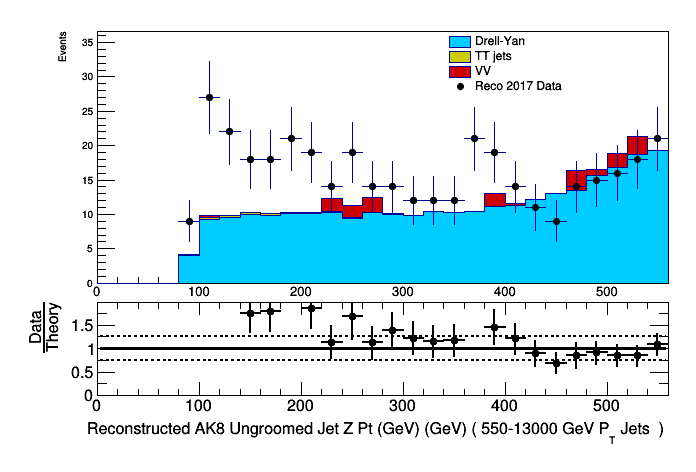 Events
35
30
25
20
15
10
5
0
Drell-Yan
TT jets
VV
Reco 2017 Data
0 100 200 300 400 500
Data
Theory
1.5
1
0.5
0
0 100 200 300 400 500
Reconstructed AK8 Ungroomed Jet Z Pt (GeV) (GeV) ( 550-13000 GeV P_T Jets )